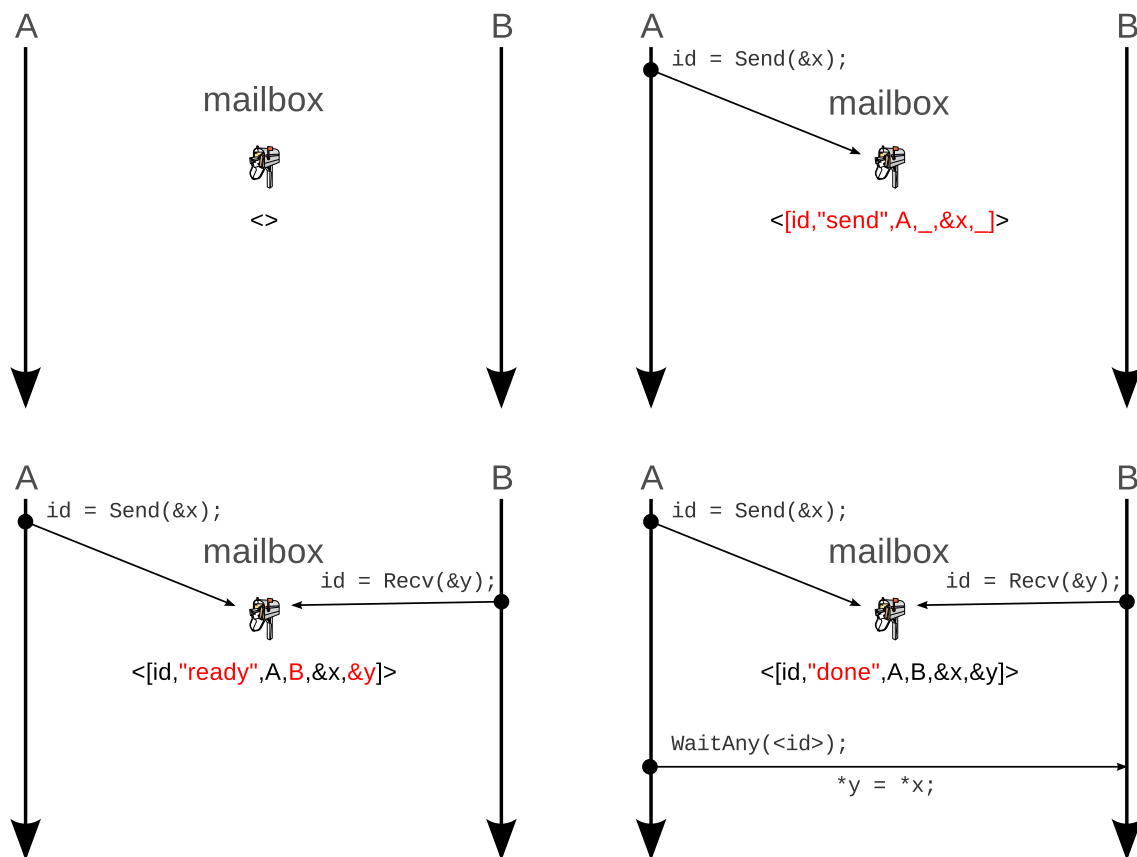 A B
mailbox
<>
A B
id = Send(&x);
mailbox
<[id,"send",A,_,&x,_]>
A B
id = Send(&x);
mailbox
id = Recv(&y);
<[id,"ready",A,B,&x,&y]>
A B
id = Send(&x);
mailbox
id = Recv(&y);
<[id,"done",A,B,&x,&y]>
WaitAny(<id>);
*y = *x;